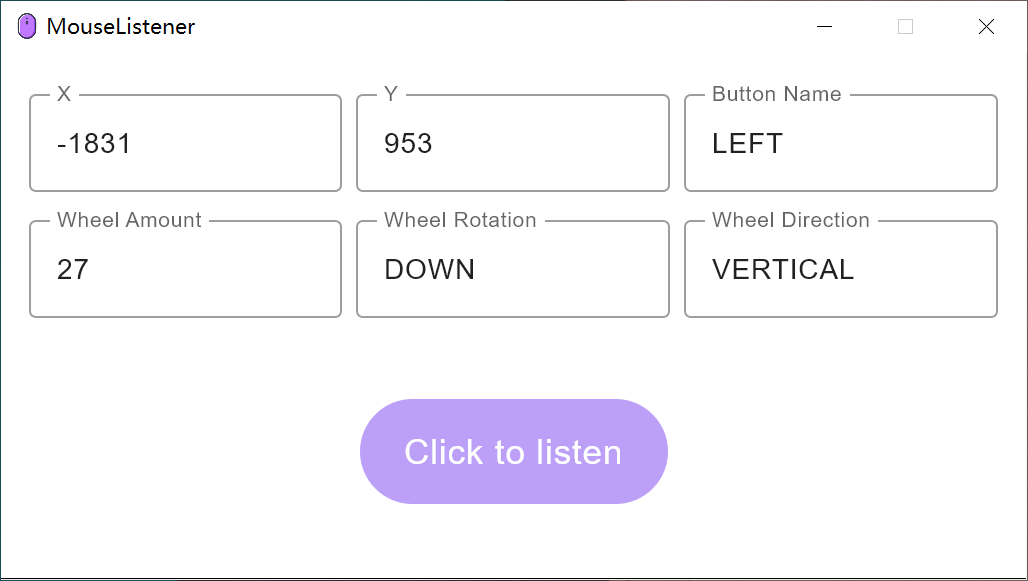 MouseListener
X
Y
Button Name
-1831
953
LEFT
Wheel Amount
Wheel Rotation
Wheel Direction
27
DOWN
VERTICAL
Click to listen